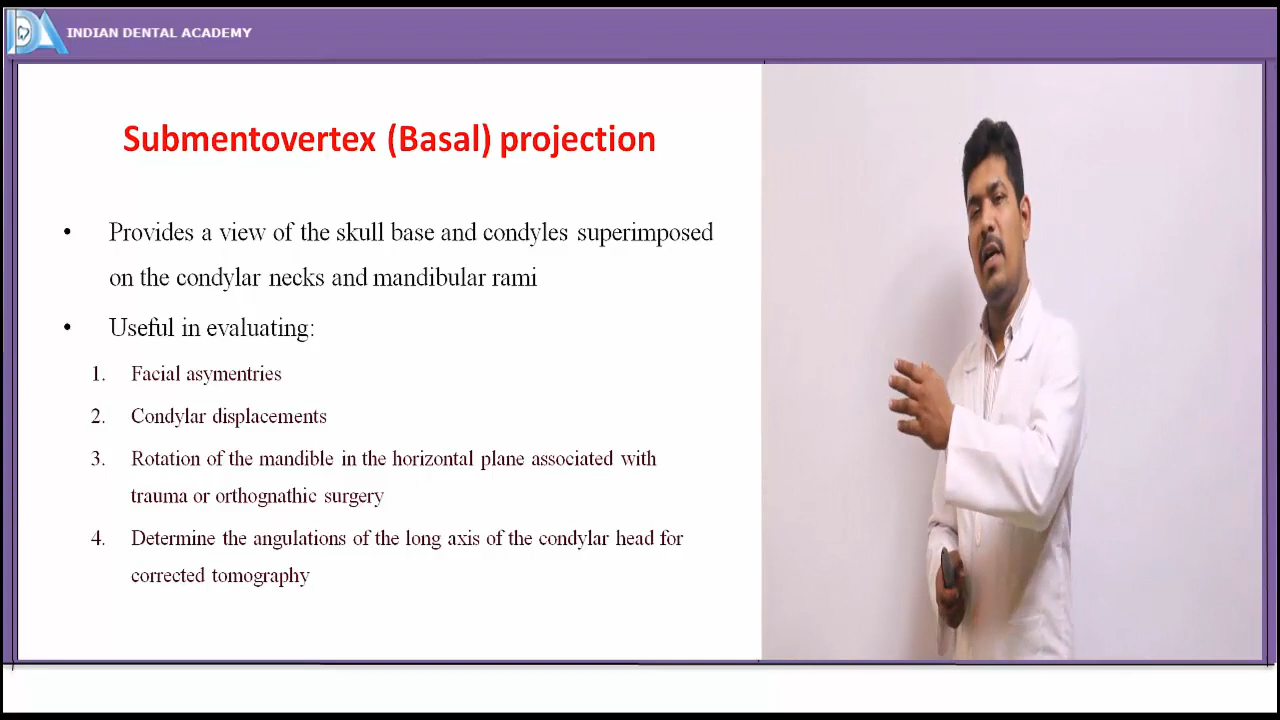 INDIAN DENTAL ACADEMY
Submentovertex (Basal) projection
• Provides a view of the skull base and condyles superimposed
on the condylar necks and mandibular rami
• Useful in evaluating:
1. Facial asymentries
2. Condylar displacements
3. Rotation of the mandible in the horizontal plane associated with
trauma or orthognathic surgery
4. Determine the angulations of the long axis of the condylar head for
corrected tomography